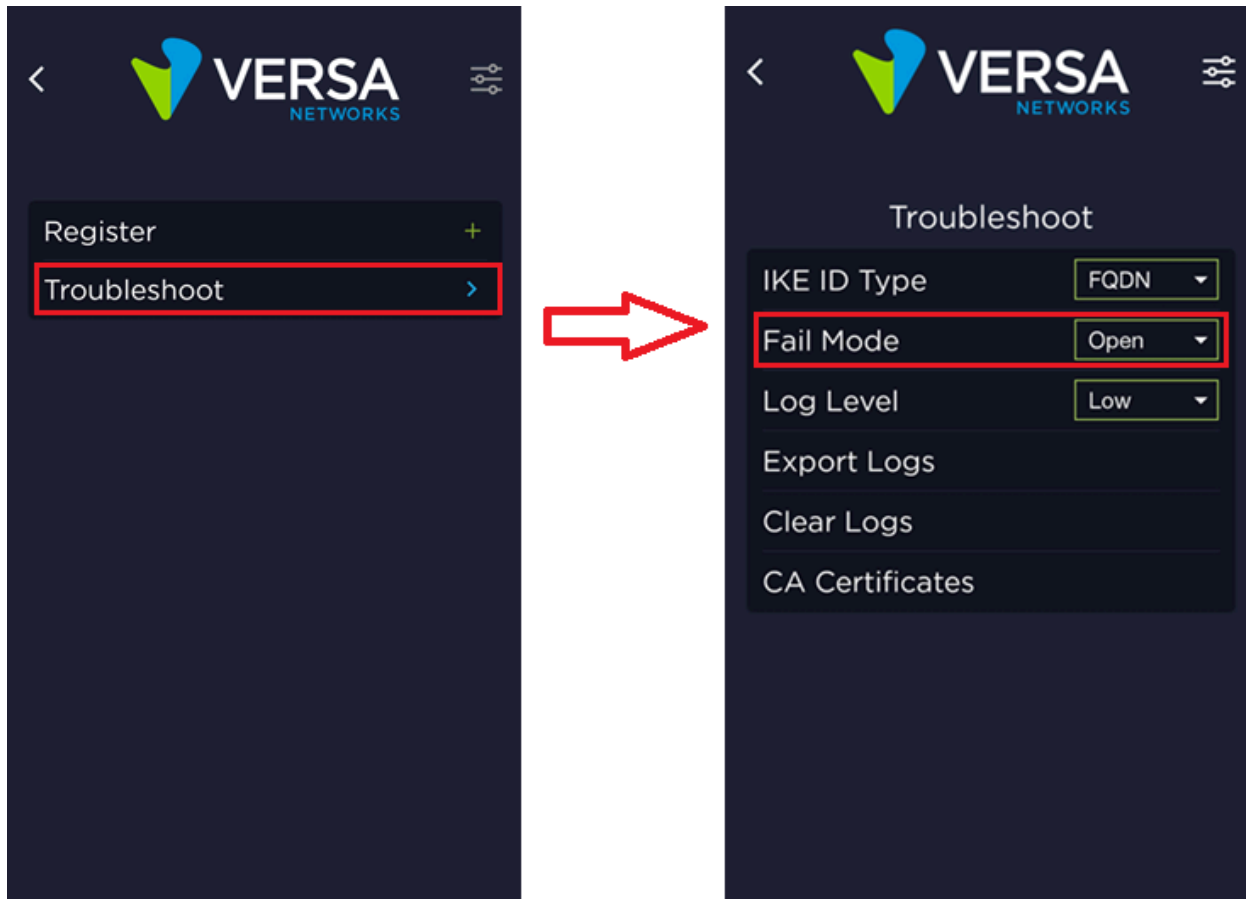 VERSA
NETWORKS
Register +
Troubleshoot
VERSA
NETWORKS
Troubleshoot
IKE ID Type FQDN
Fail Mode Open
Log Level Low
Export Logs
Clear Logs
CA Certificates